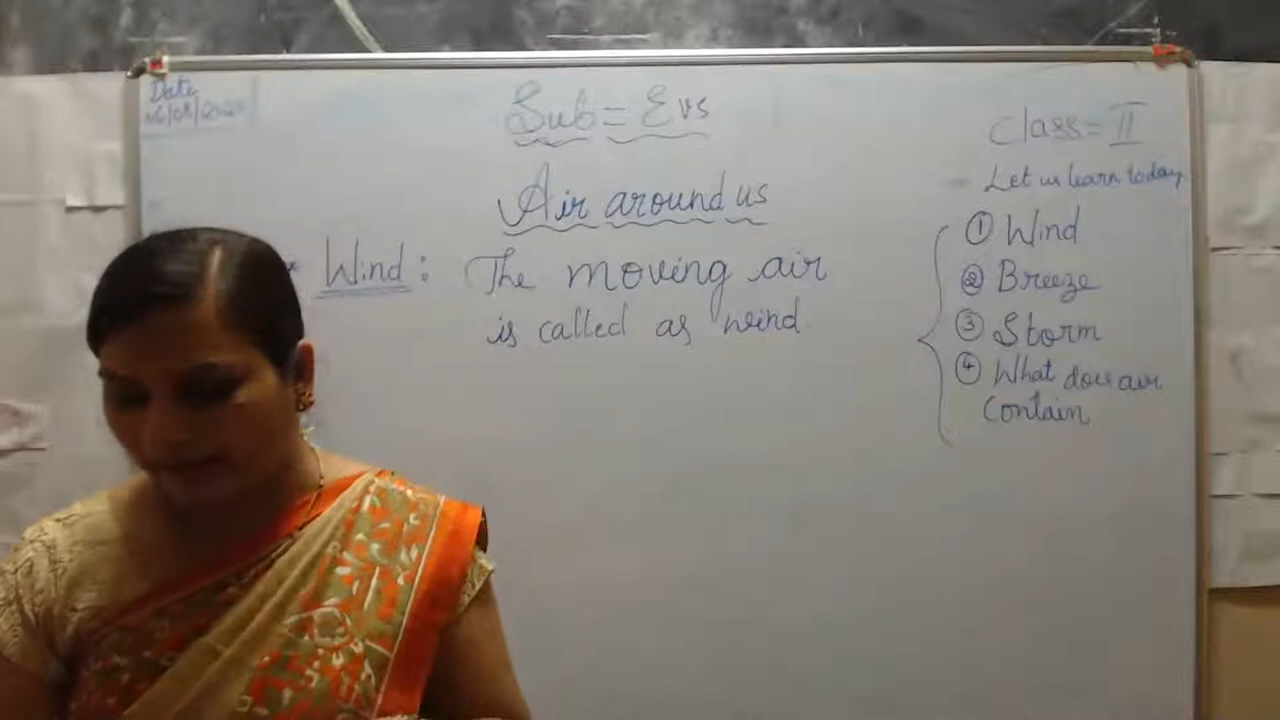 Date
Sub = Evs
Class = II
Let us learn today
Air around us
① Wind
② Breeze
③ Storm
④ What does air
contain
Wind : The moving air
is called as wind